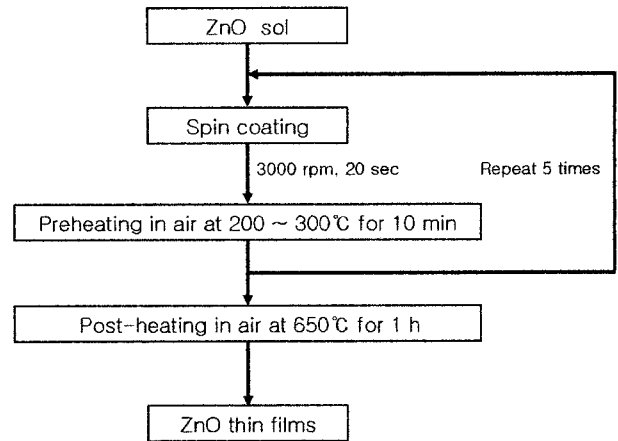 ZnO sol
Spin coating
3000 rpm, 20 sec
Repeat 5 times
Preheating in air at 200 ~ 300℃ for 10 min
Post-heating in air at 650℃ for 1 h
ZnO thin films